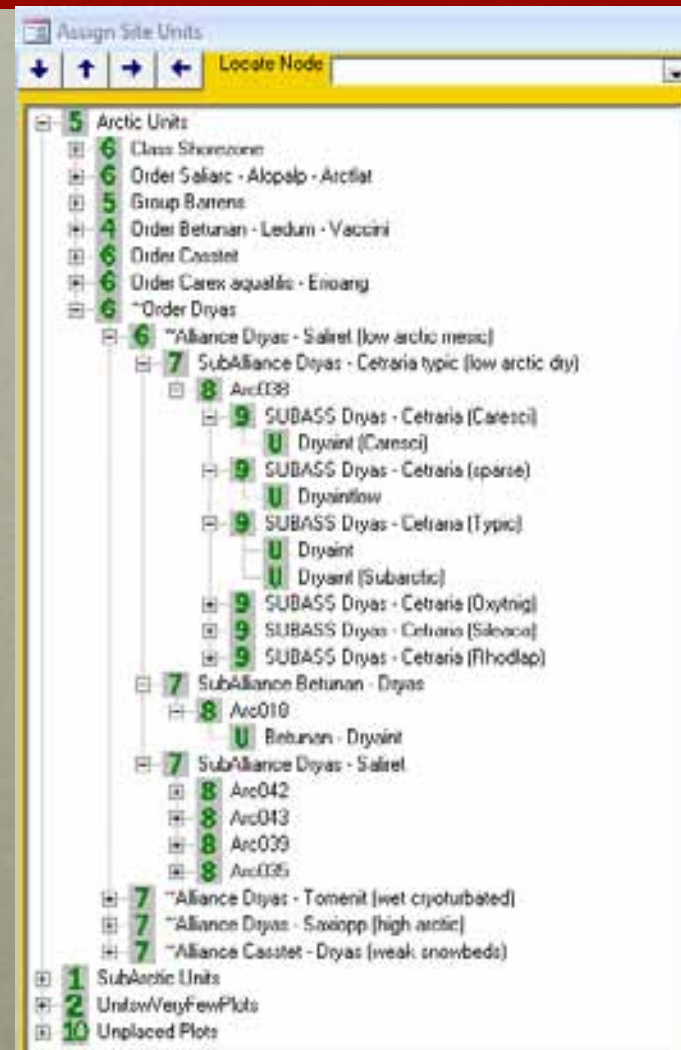 Assign Site Units
Locate Node
5 Arctic Units
6 Class Shorezone
6 Order Saliarc - Alopalp - Arctlat
5 Group Barrens
4 Order Betunan - Ledum - Vaccini
6 Order Casstet
6 Order Carex aquatilis - Erioang
6 ~Order Dryas
6 ~Alliance Dryas - Saliret (low arctic mesic)
7 SubAlliance Dryas - Cetraria typic (low arctic dry)
8 Arc038
9 SUBASS Dryas - Cetraria (Caresci)
U Dryaint (Caresci)
9 SUBASS Dryas - Cetraria (sparse)
U Dryaintlow
9 SUBASS Dryas - Cetraria (Typic)
U Dryaint
U Dryaint (Subarctic)
9 SUBASS Dryas - Cetraria (Oxytnig)
9 SUBASS Dryas - Cetraria (Sileaca)
9 SUBASS Dryas - Cetraria (Rhodlap)
7 SubAlliance Betunan - Dryas
8 Arc010
U Betunan - Dryaint
7 SubAlliance Dryas - Saliret
8 Arc042
8 Arc043
8 Arc039
8 Arc035
7 ~Alliance Dryas - Tomenit (wet cryoturbated)
7 ~Alliance Dryas - Saxiopp (high arctic)
7 ~Alliance Casstet - Dryas (weak snowbeds)
1 SubArctic Units
2 UnitswVeryFewPlots
10 Unplaced Plots